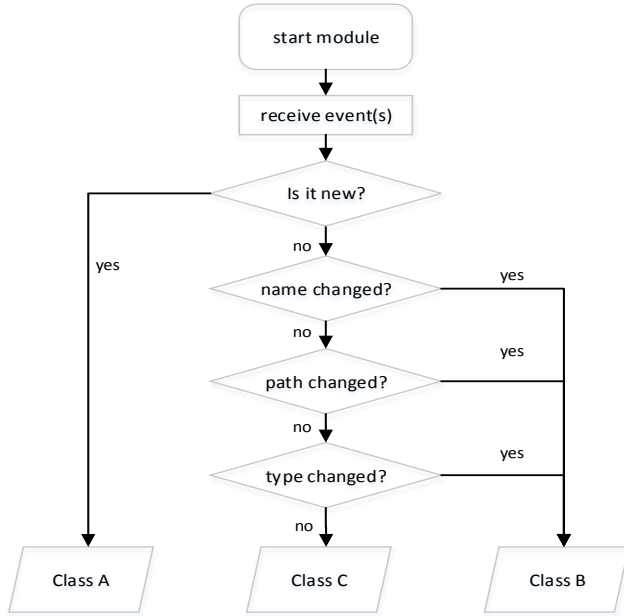 start module
receive event(s)
Is it new?
yes
no
name changed?
yes
no
path changed?
yes
no
type changed?
yes
no
Class A
Class C
Class B